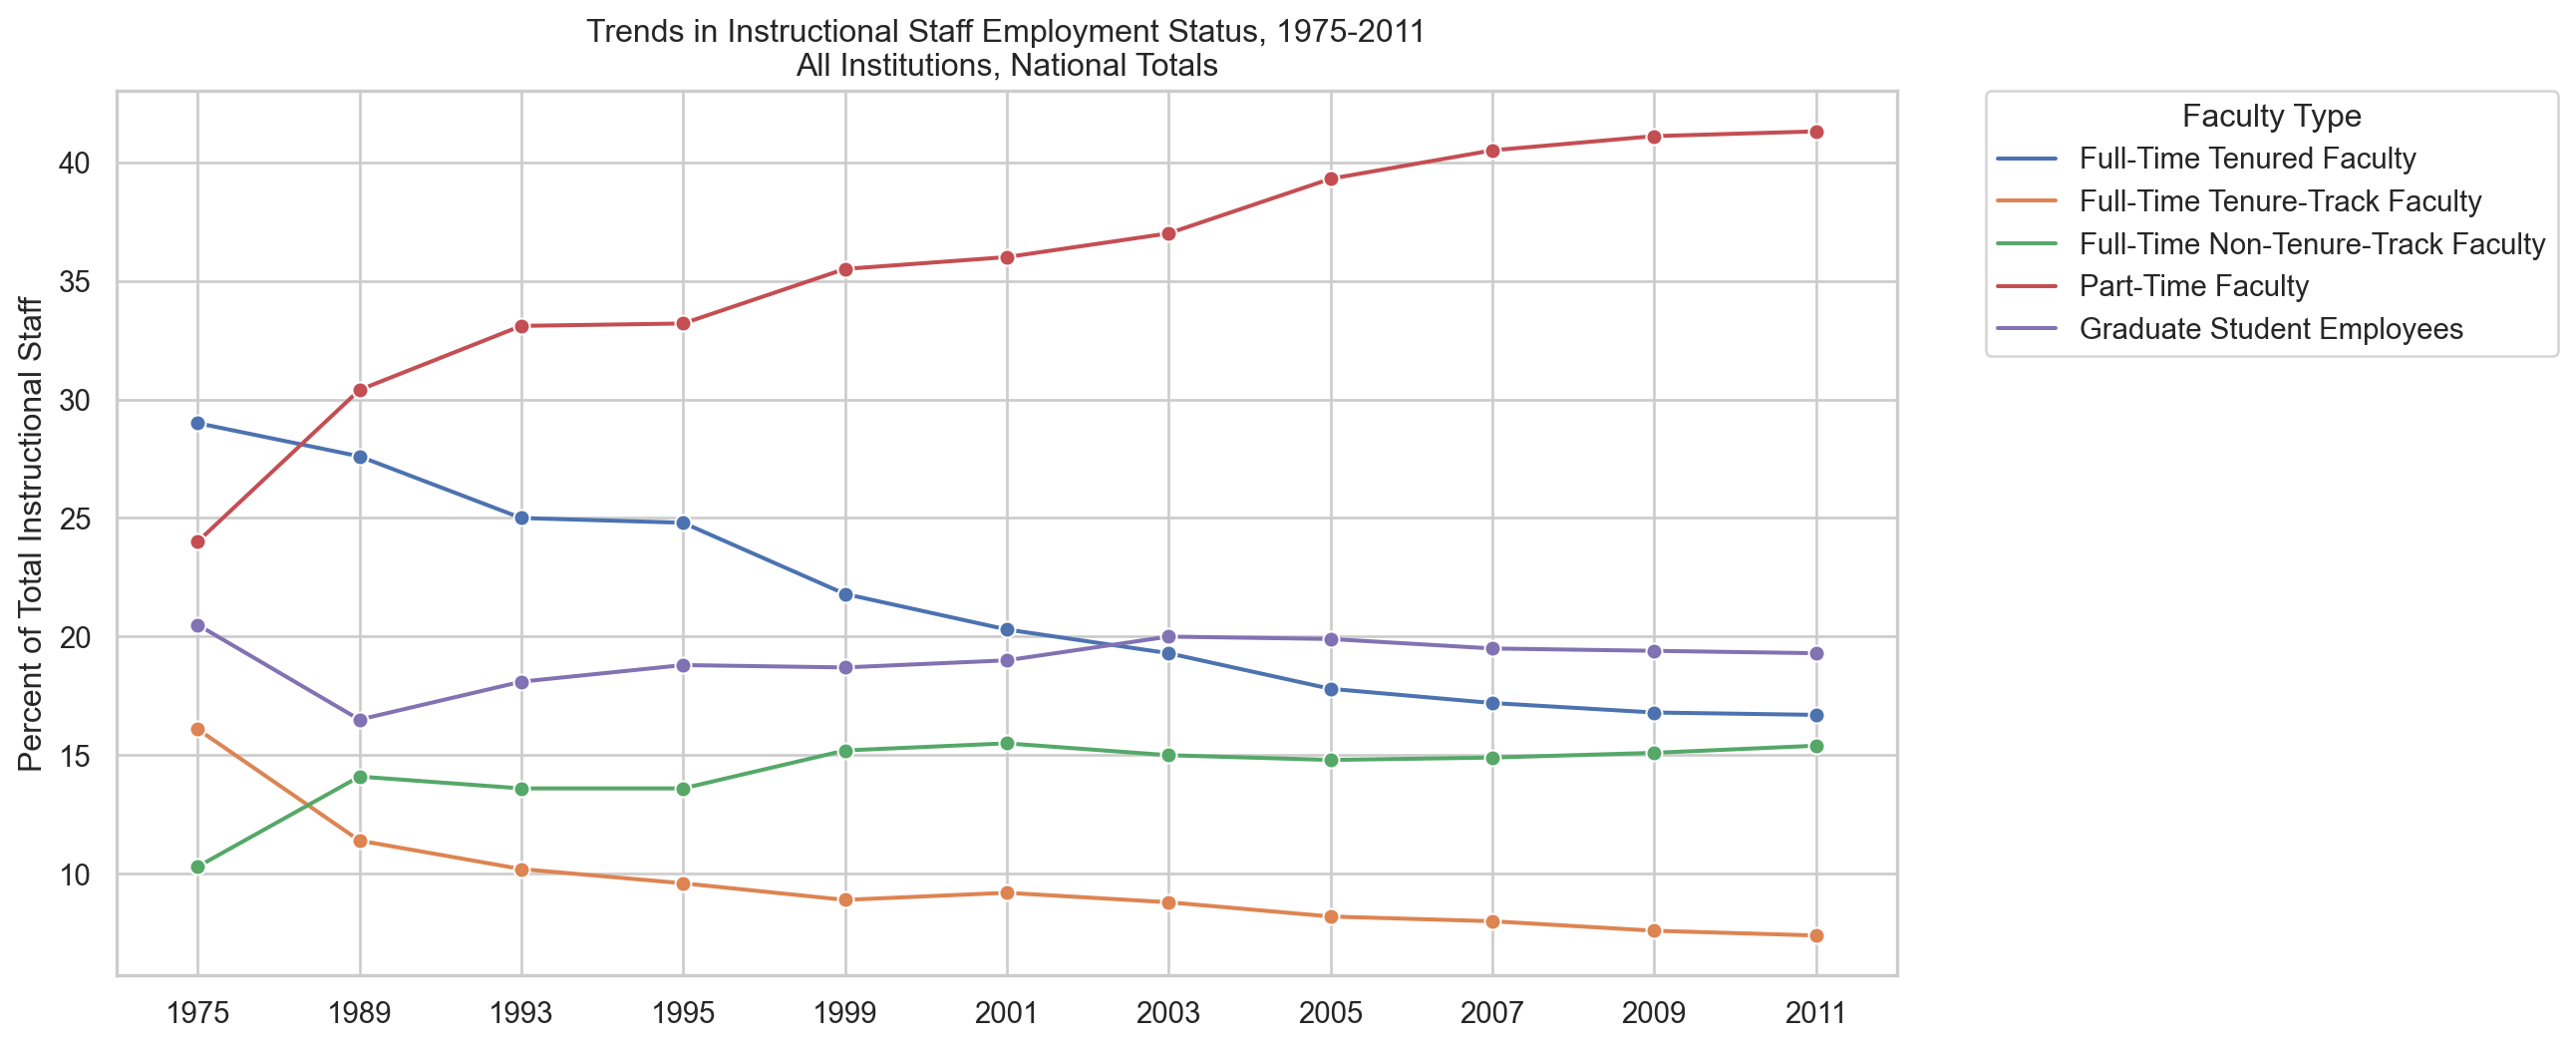 Trends in Instructional Staff Employment Status, 1975-2011
All Institutions, National Totals
Percent of Total Instructional Staff
40
35
30
25
20
15
10
1975 1989 1993 1995 1999 2001 2003 2005 2007 2009 2011
Faculty Type
Full-Time Tenured Faculty
Full-Time Tenure-Track Faculty
Full-Time Non-Tenure-Track Faculty
Part-Time Faculty
Graduate Student Employees